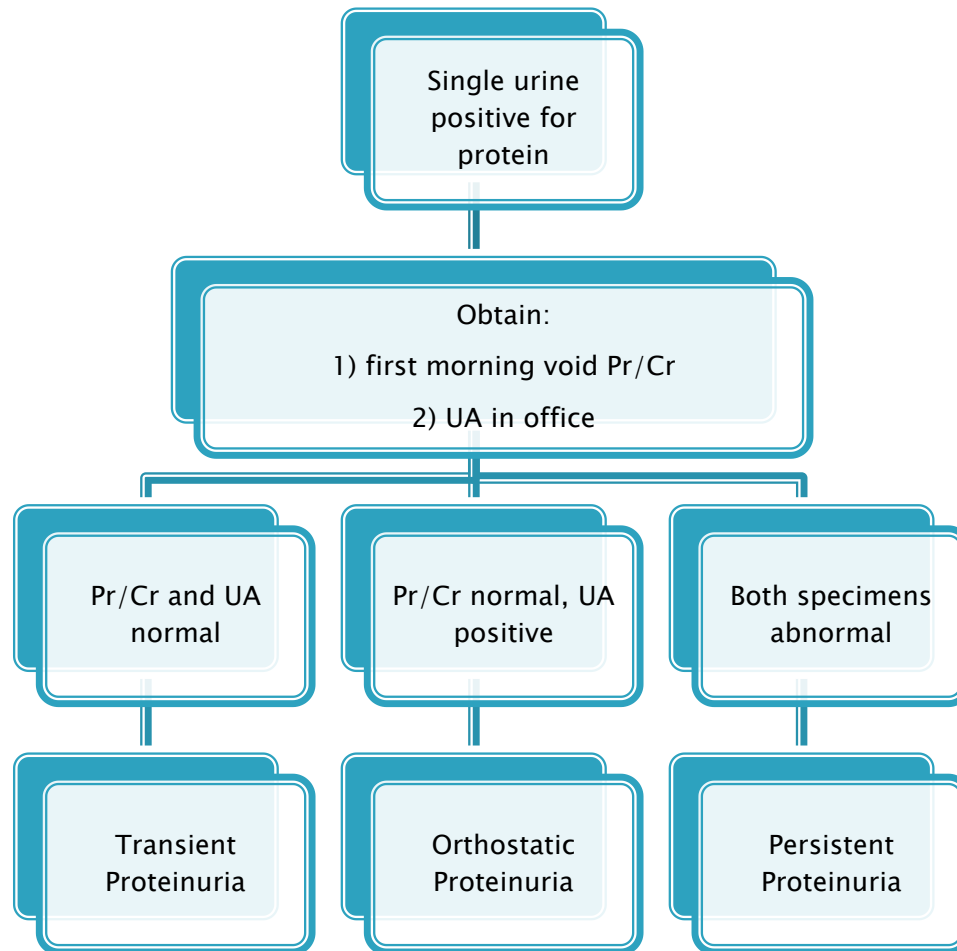 Single urine
positive for
protein
Obtain:
1) first morning void Pr/Cr
2) UA in office
Pr/Cr and UA
normal
Pr/Cr normal, UA
positive
Both specimens
abnormal
Transient
Proteinuria
Orthostatic
Proteinuria
Persistent
Proteinuria